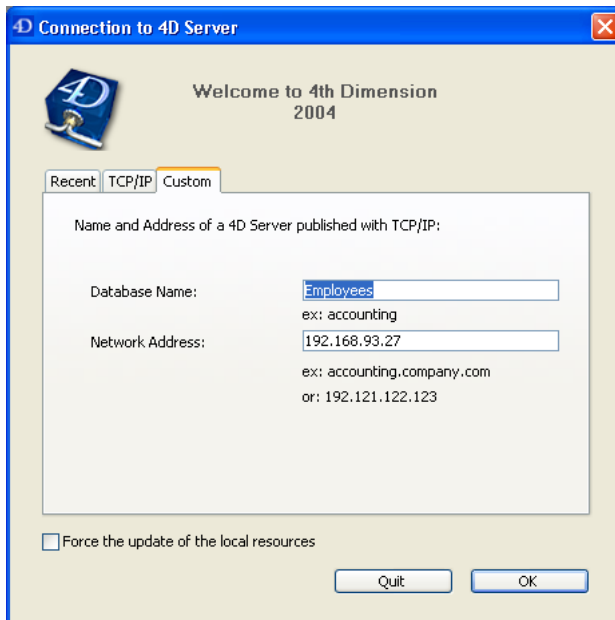 4D Connection to 4D Server
4D
Welcome to 4th Dimension
2004
Recent TCP/IP Custom
Name and Address of a 4D Server published with TCP/IP:
Database Name: Employees
ex: accounting
Network Address: 192.168.93.27
ex: accounting.company.com
or: 192.121.122.123
Force the update of the local resources
Quit OK